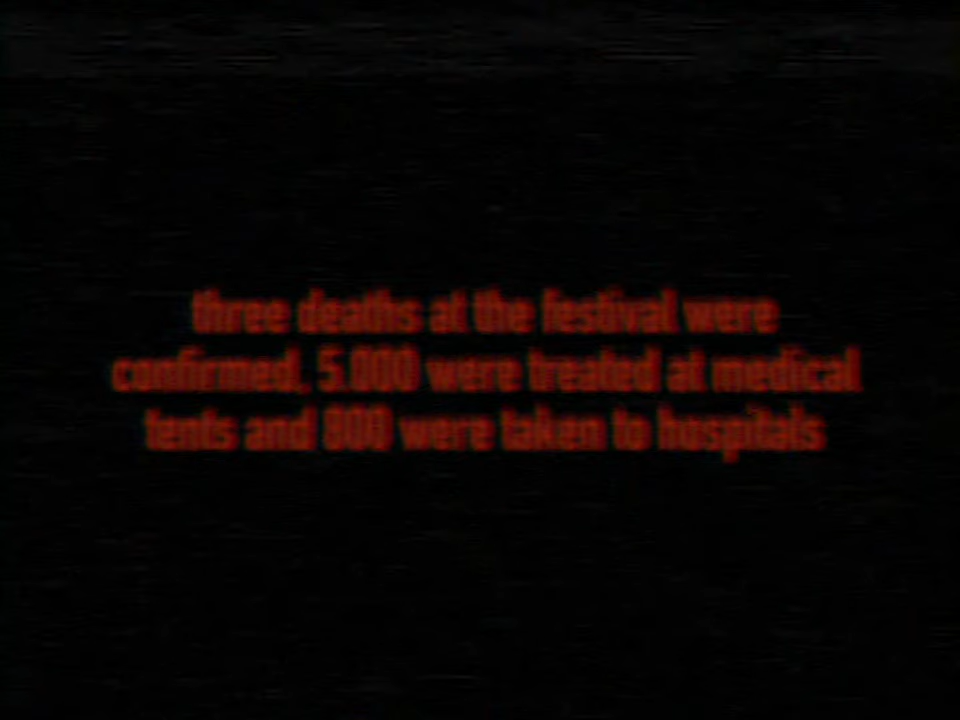 three deaths at the festival were
confirmed, 5.000 were treated at medical
tents and 800 were taken to hospitals